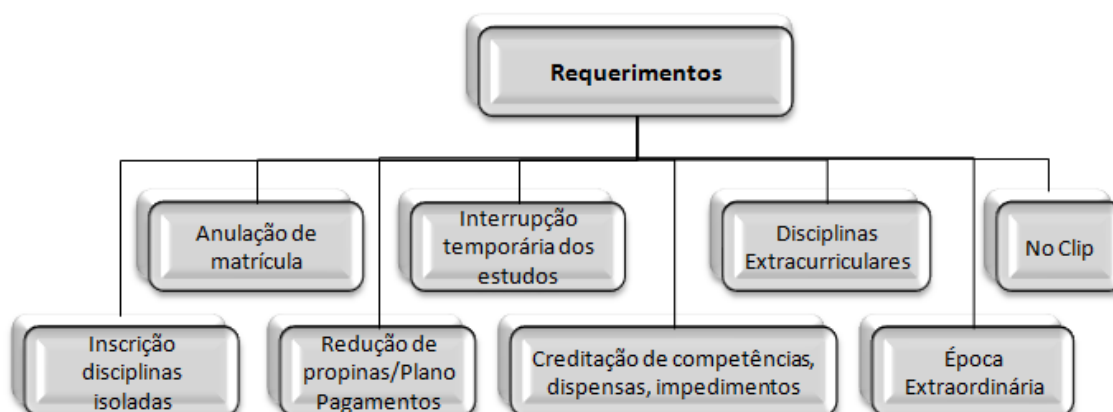 Requerimentos
Anulação de
matrícula
Interrupção
temporária dos
estudos
Disciplinas
Extracurriculares
No Clip
Inscrição
disciplinas
isoladas
Redução de
propinas/Plano
Pagamentos
Creditação de competências,
dispensas, impedimentos
Época
Extraordinária